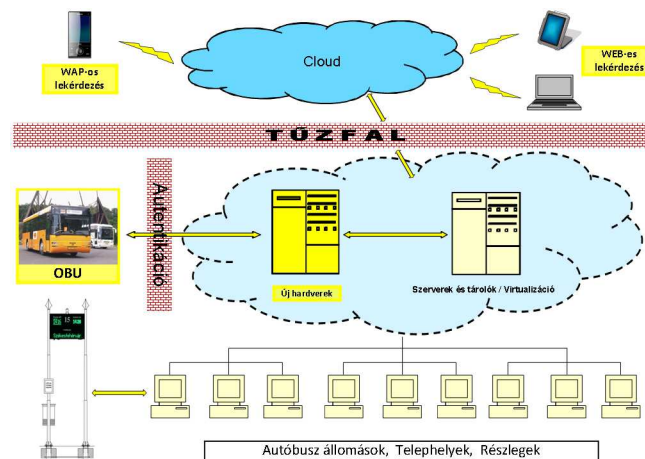 Cloud
WAP-os
lekérdezés
WEB-es
lekérdezés
TŰZFAL
Autentikáció
OBU
Új hardverek
Szerverek és tárolók / Virtualizáció
15
Autóbusz állomások, Telephelyek, Részlegek